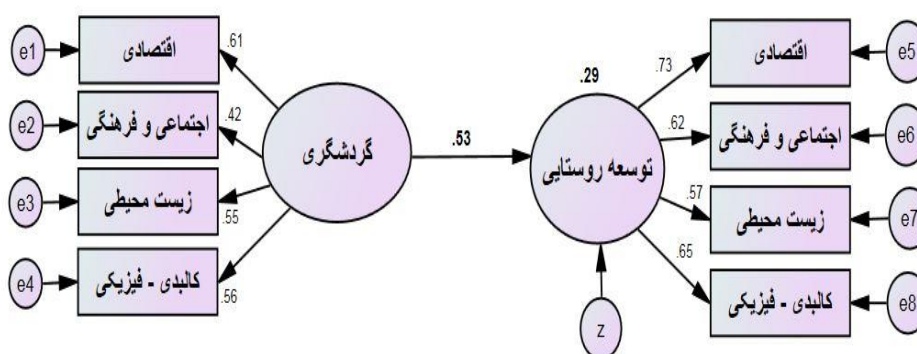 e1
اقتصادی
.61
e2
اجتماعی و فرهنگی
.42
e3
زیست محیطی
.55
e4
کالبدی - فیزیکی
.56
گردشگری
.53
.29
توسعه روستایی
z
.73
اقتصادی
e5
.62
اجتماعی و فرهنگی
e6
.57
زیست محیطی
e7
.65
کالبدی - فیزیکی
e8